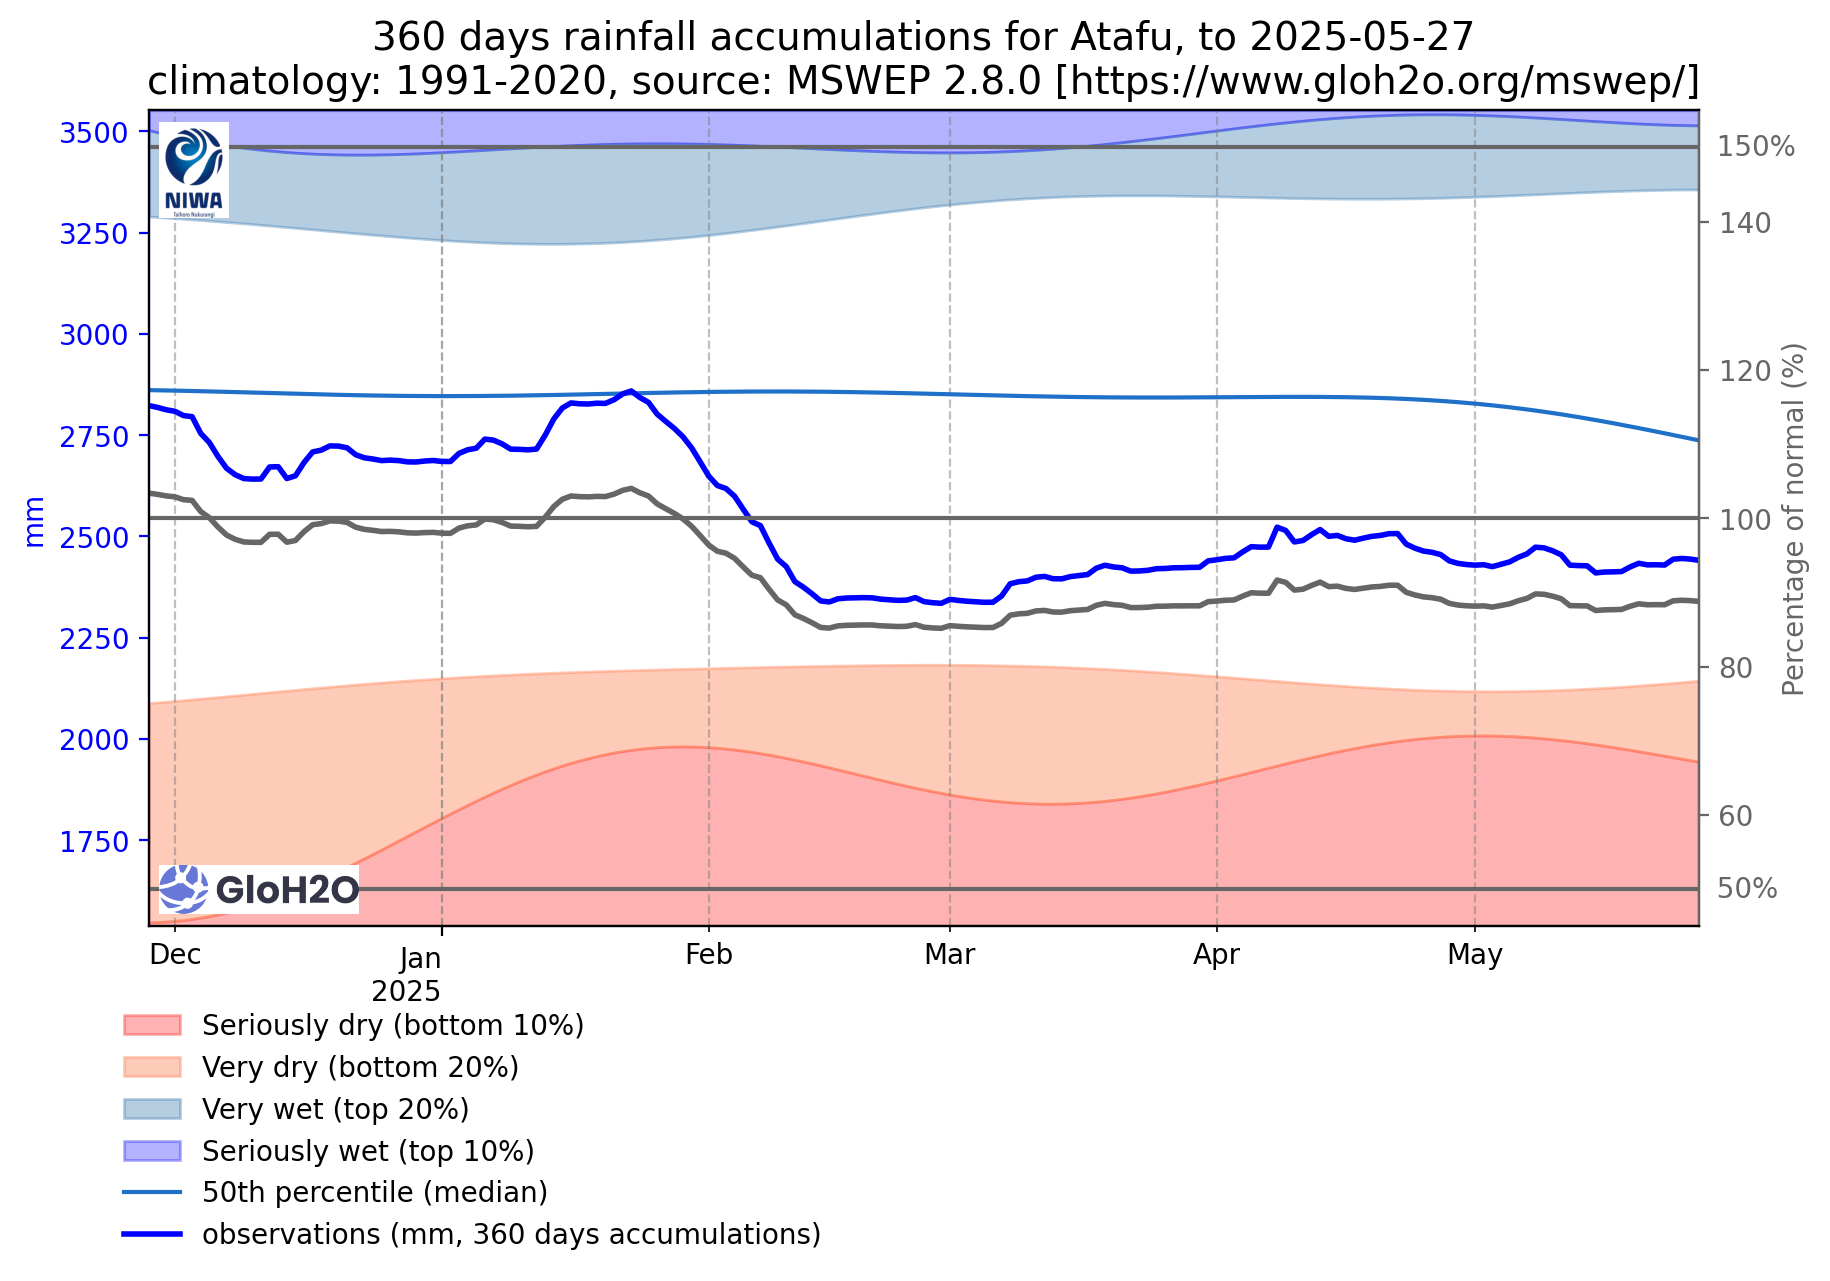 360 days rainfall accumulations for Atafu, to 2025-05-27
climatology: 1991-2020, source: MSWEP 2.8.0 [https://www.gloh2o.org/mswep/]
3500
3250
3000
2750
2500
2250
2000
1750
mm
NIWA
Taihoro Nukurangi
GloH2O
150%
140
120
100
80
60
50%
Percentage of normal (%)
Dec
Jan
2025
Feb
Mar
Apr
May
Seriously dry (bottom 10%)
Very dry (bottom 20%)
Very wet (top 20%)
Seriously wet (top 10%)
50th percentile (median)
observations (mm, 360 days accumulations)